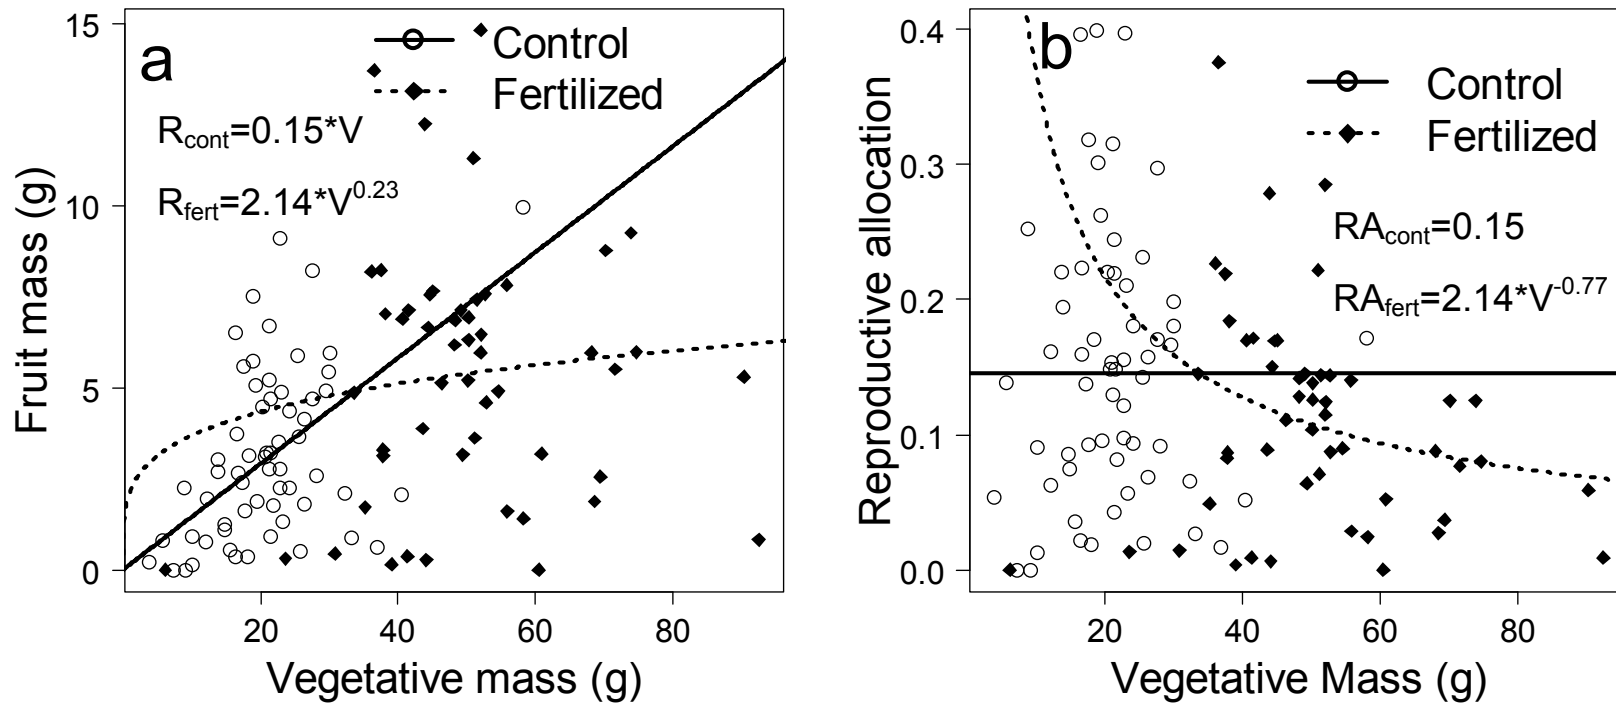 a
Control
Fertilized
R_cont=0.15*V
R_fert=2.14*V^0.23
Fruit mass (g)
15
10
5
0
20 40 60 80
Vegetative mass (g)
b
Control
Fertilized
RA_cont=0.15
RA_fert=2.14*V^-0.77
Reproductive allocation
0.4
0.3
0.2
0.1
0.0
20 40 60 80
Vegetative Mass (g)